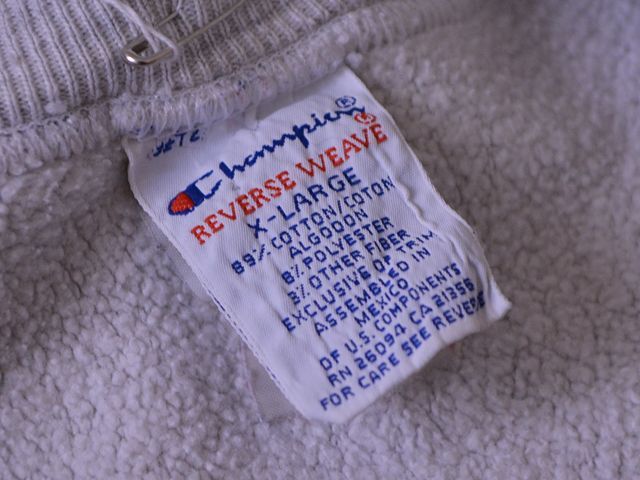 Champion®
REVERSE WEAVE®
X-LARGE
89% COTTON/COTON
ALGODON
8% POLYESTER
3% OTHER FIBER
EXCLUSIVE OF TRIM
ASSEMBLED IN
MEXICO
OF U.S. COMPONENTS
RN 26094 CA 21356
FOR CARE SEE REVERSE